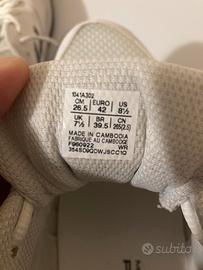 1041A302
CM EURO US
26.5 42 8½
UK BR CN
7½ 39.5 265(2.5)
MADE IN CAMBODIA
FABRIQUE AU CAMBODGE
F960922 WR
subito